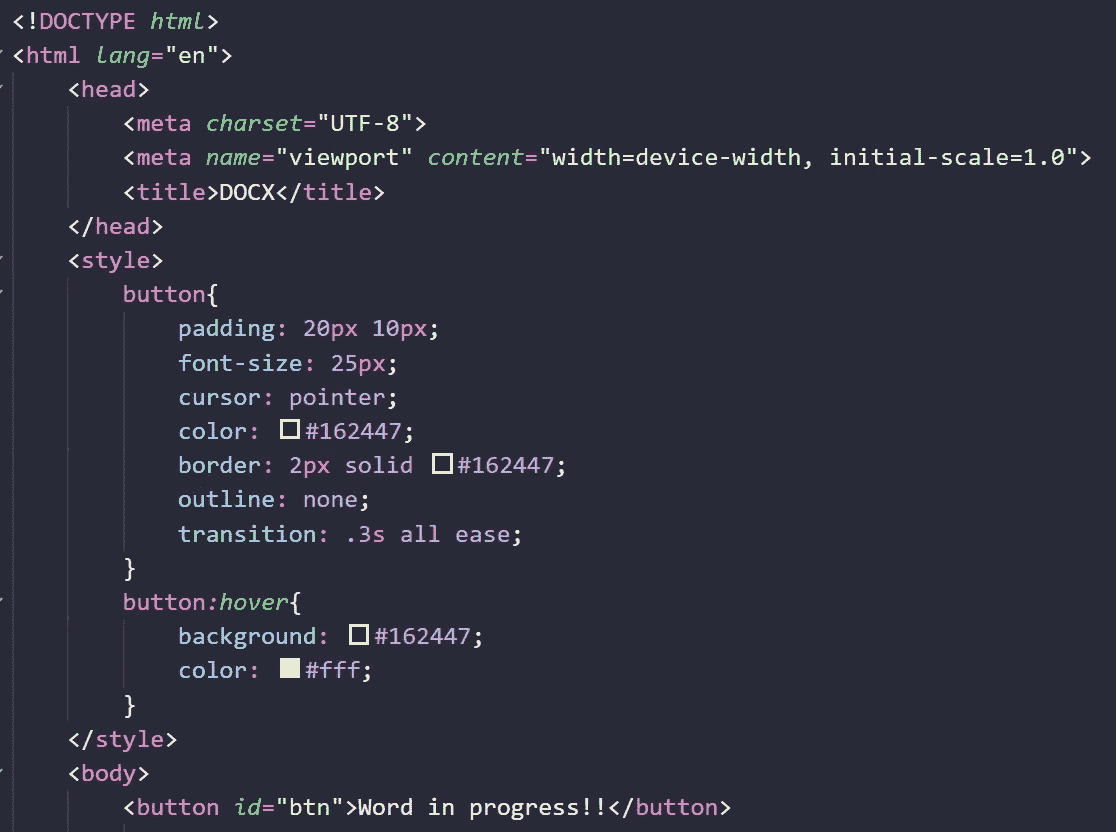 <!DOCTYPE html>
<html lang="en">
<head>
<meta charset="UTF-8">
<meta name="viewport" content="width=device-width, initial-scale=1.0">
<title>DOCX</title>
</head>
<style>
button{
padding: 20px 10px;
font-size: 25px;
cursor: pointer;
color: #162447;
border: 2px solid #162447;
outline: none;
transition: .3s all ease;
}
button:hover{
background: #162447;
color: #fff;
}
</style>
<body>
<button id="btn">Word in progress!!</button>